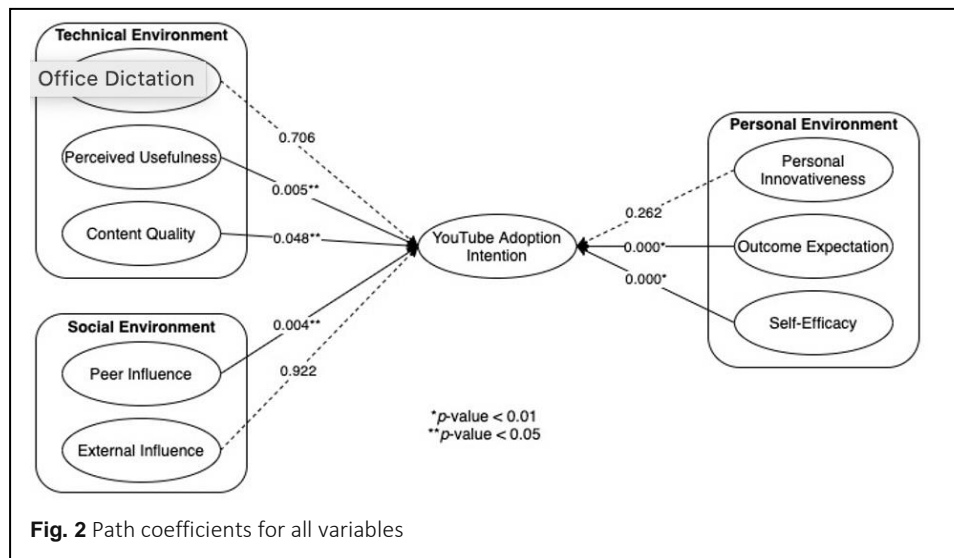 Technical Environment
Office Dictation
Perceived Usefulness
Content Quality
0.706
0.005**
0.048**
Social Environment
Peer Influence
External Influence
0.004**
0.922
YouTube Adoption
Intention
Personal Environment
Personal
Innovativeness
Outcome Expectation
Self-Efficacy
0.262
0.000*
0.000*
*p-value < 0.01
**p-value < 0.05
Fig. 2 Path coefficients for all variables